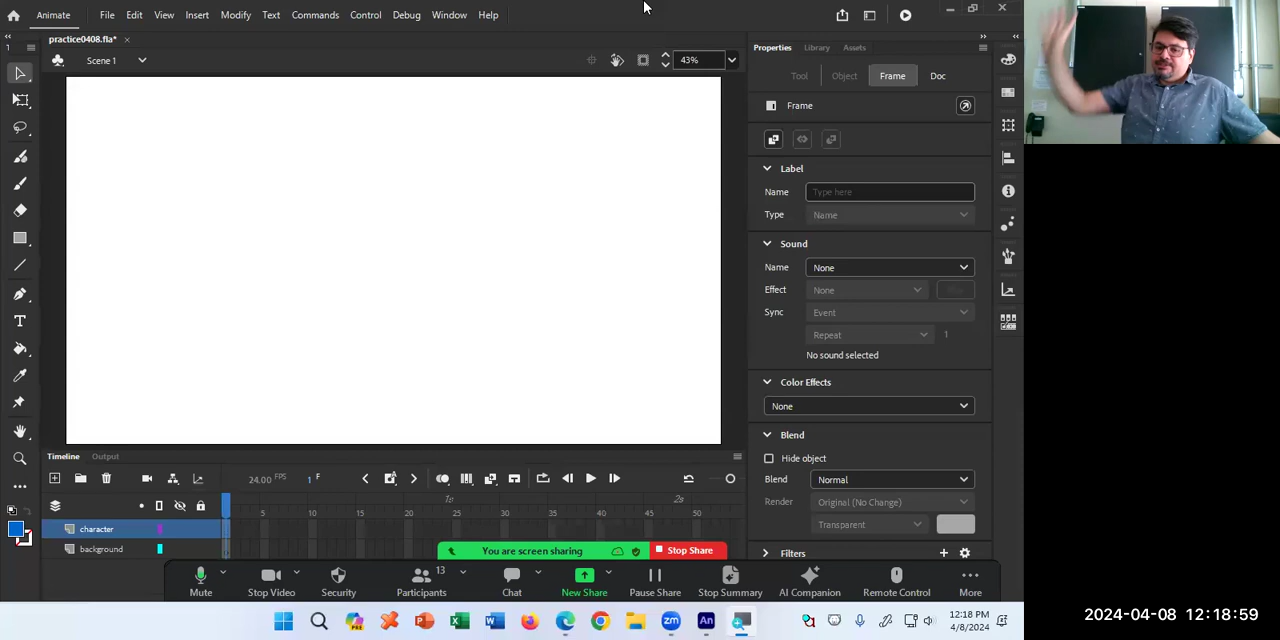 Animate File Edit View Insert Modify Text Commands Control Debug Window Help
practice0408.fla*
Scene 1
43%
Properties Library Assets
Tool Object Frame Doc
Frame
Label
Name Type here
Type Name
Sound
Name None
Effect None
Sync Event
Repeat 1
No sound selected
Color Effects
None
Blend
Hide object
Blend Normal
Render Original (No Change)
Transparent
Filters
Timeline Output
24.00 FPS 1 F
1s 2s
5 10 15 20 25 30 35 40 45 50
character
background
You are screen sharing Stop Share
13
Mute Stop Video Security Participants Chat New Share Pause Share Stop Summary AI Companion Remote Control More
12:18 PM
4/8/2024
2024-04-08 12:18:59